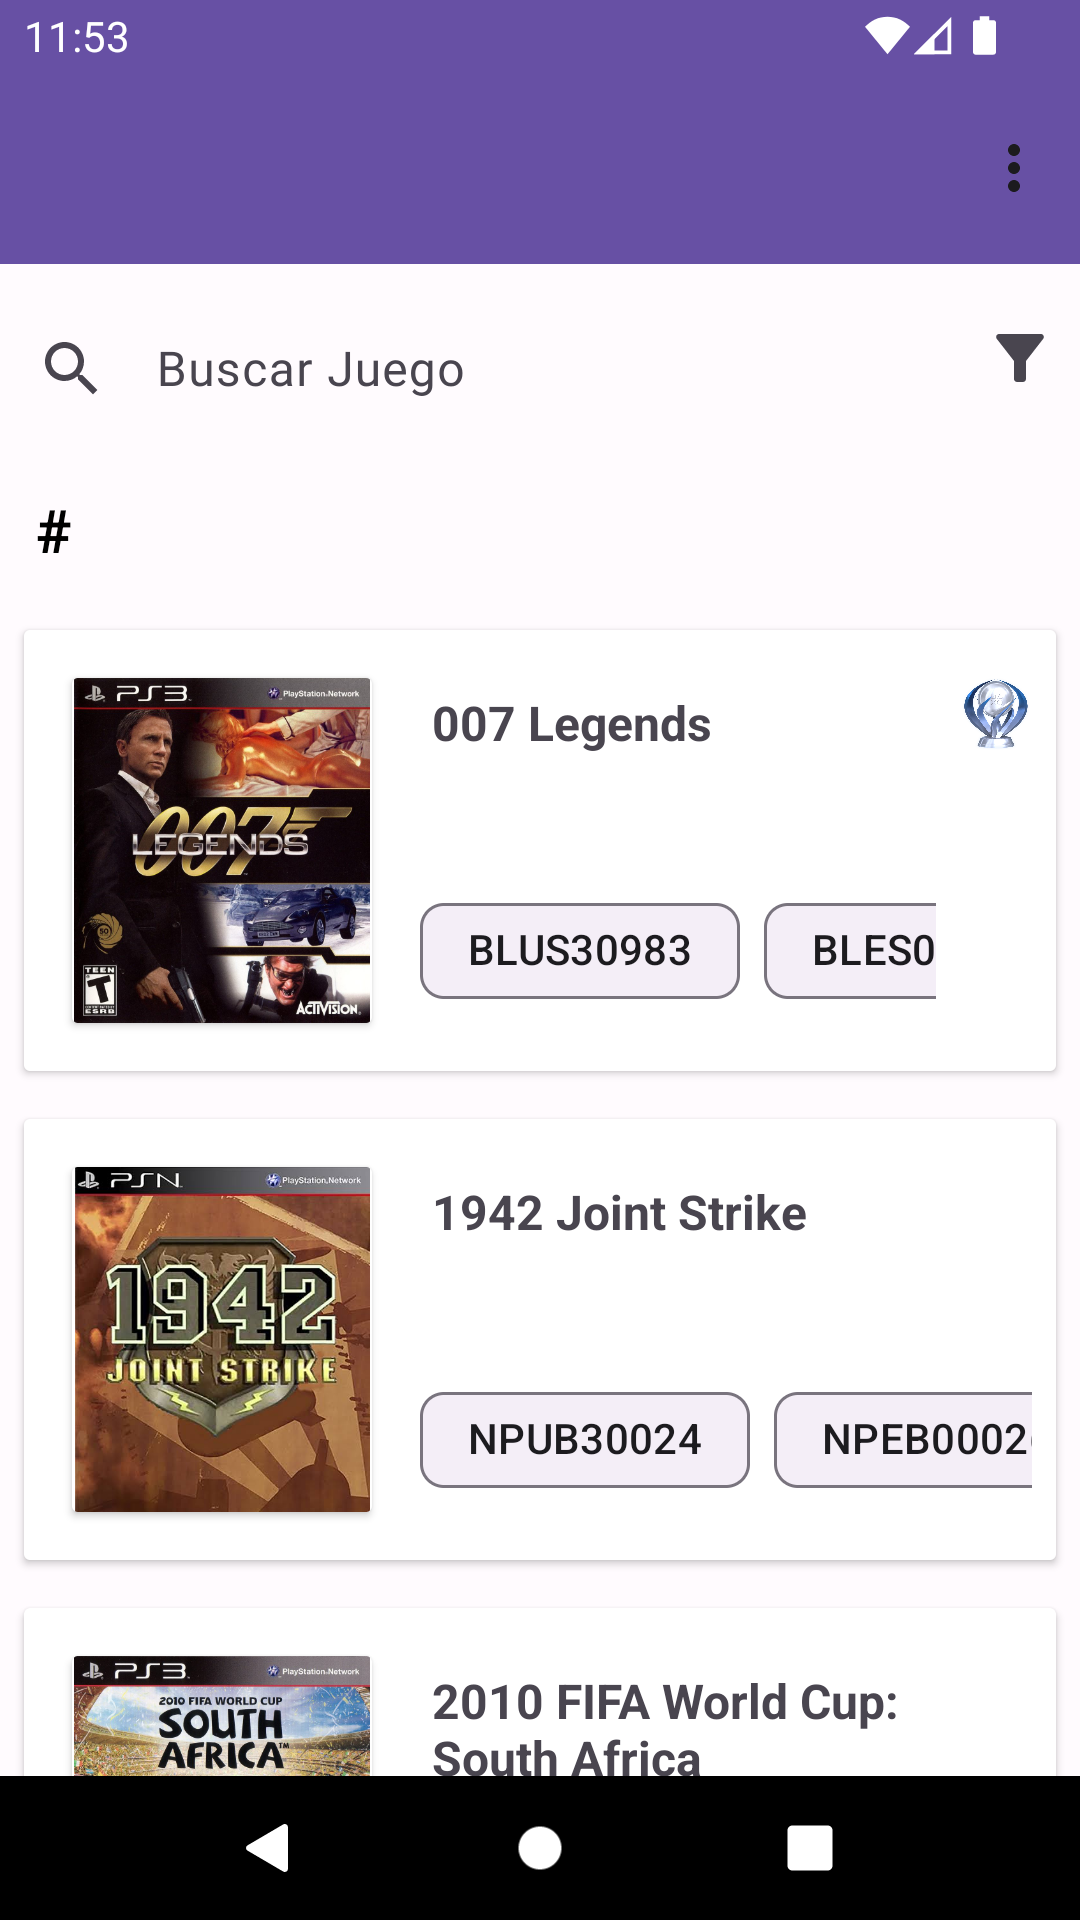 11:53
Buscar Juego
#
PS3 PlayStation Network
007 Legends
007
LEGENDS
50
TEEN
T
ESRB
ACTIVISION
BLUS30983
BLES0
PSN PlayStation Network
1942 Joint Strike
1942
JOINT STRIKE
NPUB30024
NPEB0002
PS3 PlayStation Network
2010 FIFA World Cup:
South Africa
2010 FIFA WORLD CUP
SOUTH
AFRICA™